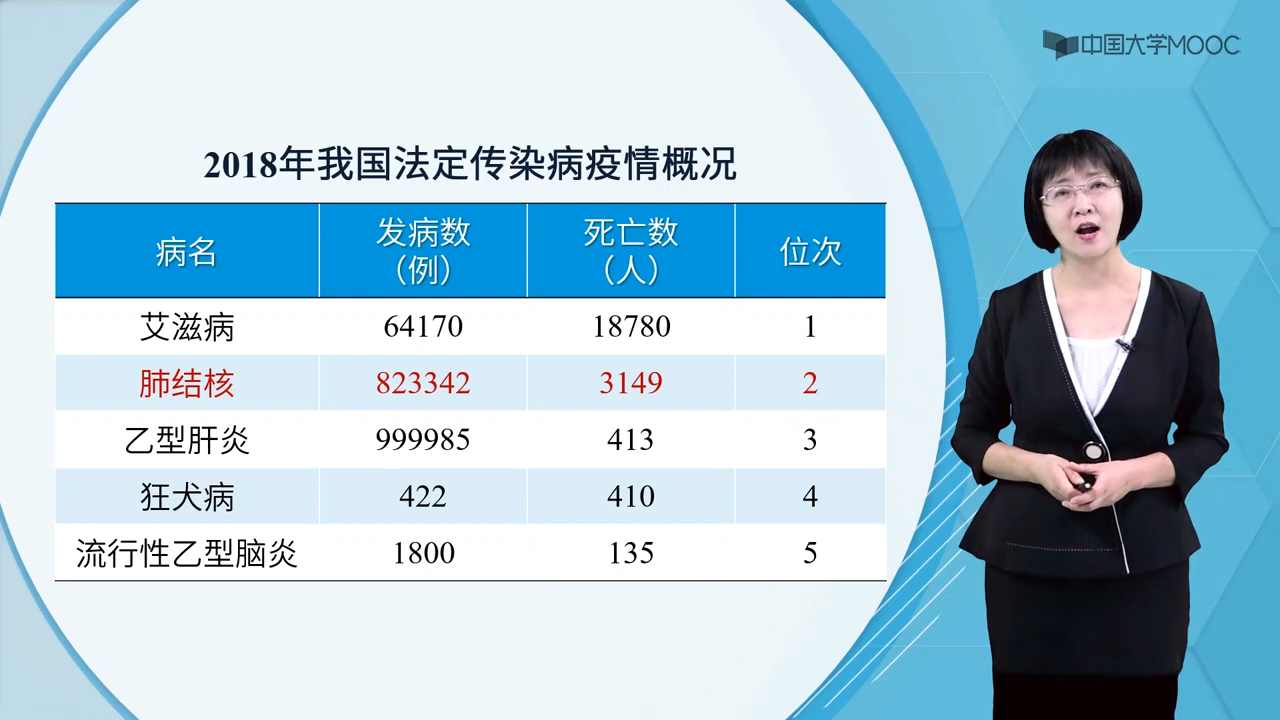 中国大学MOOC
2018年我国法定传染病疫情概况
病名 发病数（例） 死亡数（人） 位次
艾滋病 64170 18780 1
肺结核 823342 3149 2
乙型肝炎 999985 413 3
狂犬病 422 410 4
流行性乙型脑炎 1800 135 5